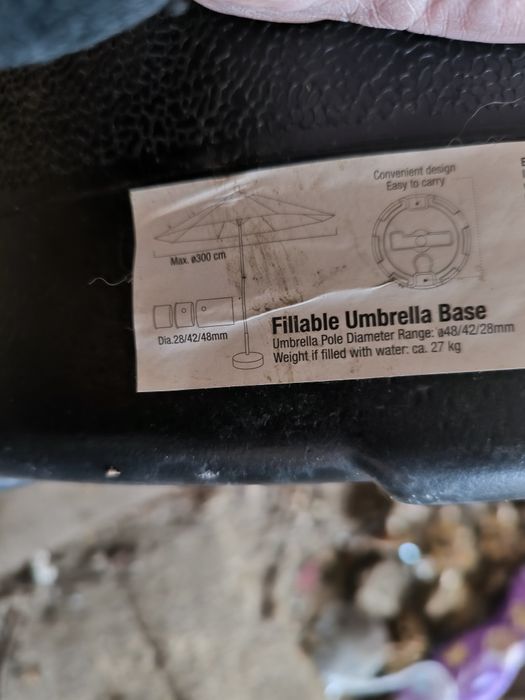 Convenient design
Easy to carry
Max. ø300 cm
Dia.28/42/48mm
Fillable Umbrella Base
Umbrella Pole Diameter Range: ø48/42/28mm
Weight if filled with water: ca. 27 kg